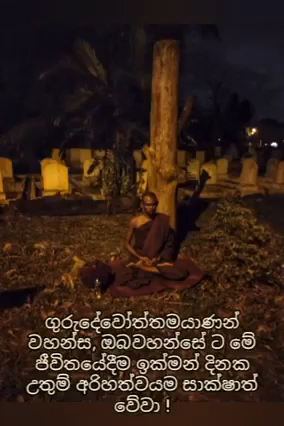 ගුරුදේවෝත්තමයාණන්
වහන්ස, ඔබවහන්සේ ට මේ
ජීවිතයේදීම ඉක්මන් දිනක
උතුම් අරිහත්වයම සාක්ෂාත්
වේවා !